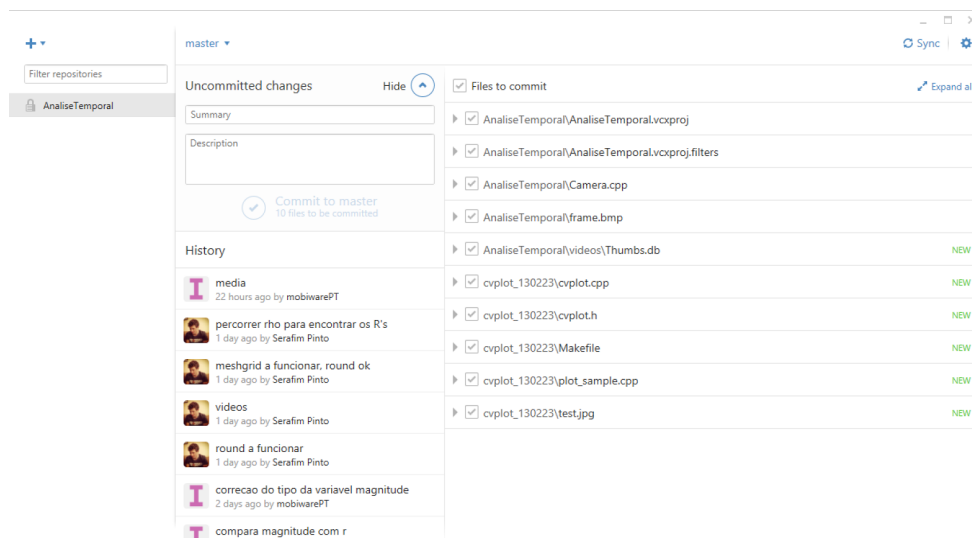 master
Sync
Filter repositories
AnaliseTemporal
Uncommitted changes
Hide
Summary
Description
Commit to master
10 files to be committed
History
media
22 hours ago by mobiwarePT
percorrer rho para encontrar os R's
1 day ago by Serafim Pinto
meshgrid a funcionar, round ok
1 day ago by Serafim Pinto
videos
1 day ago by Serafim Pinto
round a funcionar
1 day ago by Serafim Pinto
correcao do tipo da variavel magnitude
2 days ago by mobiwarePT
compara magnitude com r
Files to commit
Expand al
AnaliseTemporal\AnaliseTemporal.vcxproj
AnaliseTemporal\AnaliseTemporal.vcxproj.filters
AnaliseTemporal\Camera.cpp
AnaliseTemporal\frame.bmp
AnaliseTemporal\videos\Thumbs.db NEW
cvplot_130223\cvplot.cpp NEW
cvplot_130223\cvplot.h NEW
cvplot_130223\Makefile NEW
cvplot_130223\plot_sample.cpp NEW
cvplot_130223\test.jpg NEW